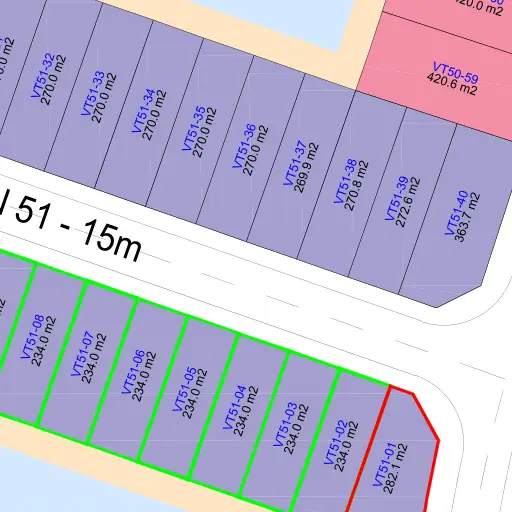 420.0 m2
VT50-59
420.6 m2
VT51-32
270.0 m2
VT51-33
270.0 m2
VT51-34
270.0 m2
VT51-35
270.0 m2
VT51-36
270.0 m2
VT51-37
269.9 m2
VT51-38
270.8 m2
VT51-39
272.6 m2
VT51-40
363.7 m2
51 - 15m
VT51-08
234.0 m2
VT51-07
234.0 m2
VT51-06
234.0 m2
VT51-05
234.0 m2
VT51-04
234.0 m2
VT51-03
234.0 m2
VT51-02
234.0 m2
VT51-01
282.1 m2